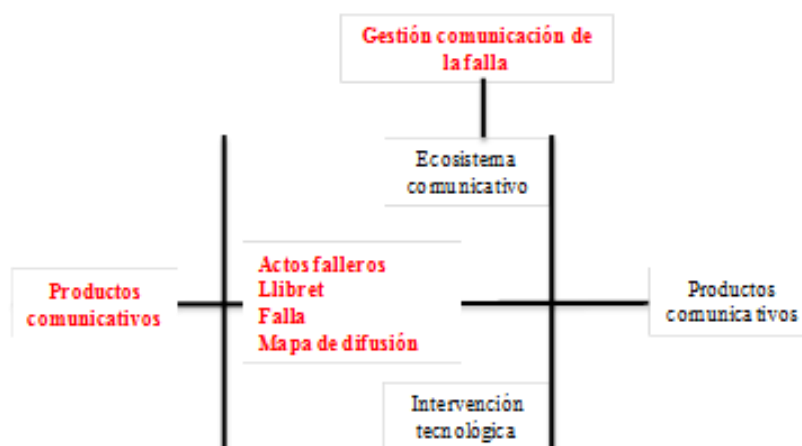 Gestión comunicación de
la falla
Ecosistema
comunicativo
Productos
comunicativos
Actos falleros
Llibret
Falla
Mapa de difusión
Productos
comunicativos
Intervención
tecnológica